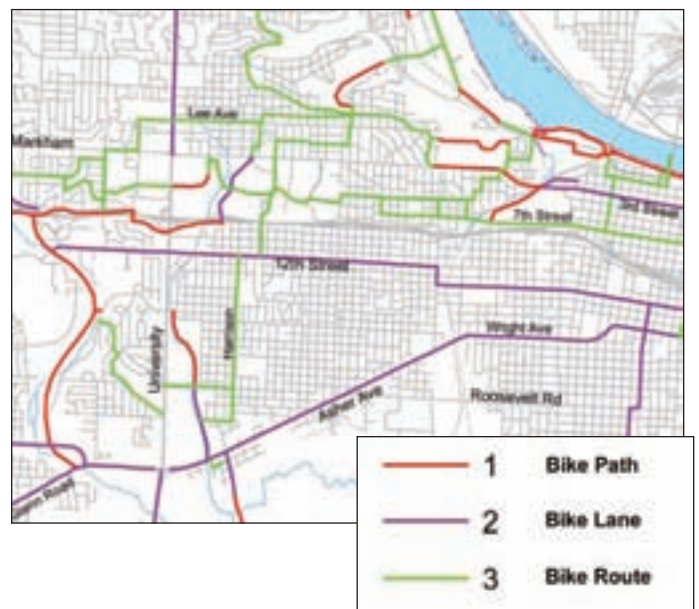 Lee Ave
Markham
3rd Street
7th Street
12th Street
University
Harrison
Wright Ave
Asher Ave
Roosevelt Rd
Road
1 Bike Path
2 Bike Lane
3 Bike Route